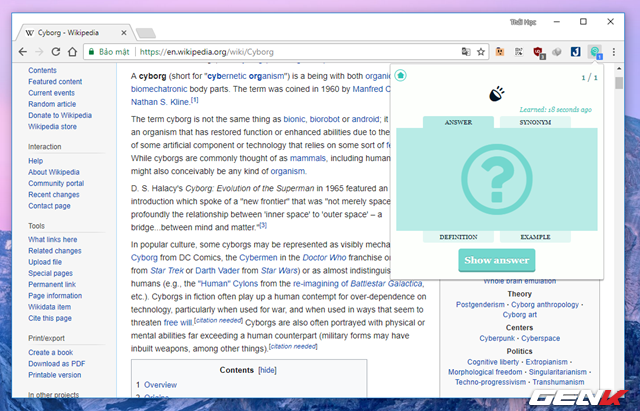 Cyborg - Wikipedia
Thái Ngọc
Bảo mật
https://en.wikipedia.org/wiki/Cyborg
Contents
Featured content
Current events
Random article
Donate to Wikipedia
Wikipedia store
Interaction
Help
About Wikipedia
Community portal
Recent changes
Contact page
Tools
What links here
Related changes
Upload file
Special pages
Permanent link
Page information
Wikidata item
Cite this page
Print/export
Create a book
Download as PDF
Printable version
In other projects
A cyborg (short for "cybernetic organism") is a being with both organic
biomechatronic body parts. The term was coined in 1960 by Manfred
Nathan S. Kline.[1]
The term cyborg is not the same thing as bionic, biorobot or android; it
an organism that has restored function or enhanced abilities due to the
of some artificial component or technology that relies on some sort of
While cyborgs are commonly thought of as mammals, including human
might also conceivably be any kind of organism.
D. S. Halacy's Cyborg: Evolution of the Superman in 1965 featured an
introduction which spoke of a "new frontier" that was "not merely space,
profoundly the relationship between 'inner space' to 'outer space' – a
bridge...between mind and matter."[3]
In popular culture, some cyborgs may be represented as visibly
Cyborg from DC Comics, the Cybermen in the Doctor Who franchise or
from Star Trek or Darth Vader from Star Wars) or as almost
humans (e.g., the "Human" Cylons from the re-imagining of Battlestar Galactica,
etc.). Cyborgs in fiction often play up a human contempt for over-dependence on
technology, particularly when used for war, and when used in ways that seem to
threaten free will.[citation needed] Cyborgs are also often portrayed with physical or
mental abilities far exceeding a human counterpart (military forms may have
inbuilt weapons, among other things).[citation needed]
Contents [hide]
1 Overview
2 Origins
1 / 1
Learned: 18 seconds ago
ANSWER
SYNONYM
?
DEFINITION
EXAMPLE
Show answer
Whole brain emulation
Theory
Postgenderism · Cyborg anthropology ·
Cyborg art
Centers
Cyberpunk · Cyberspace
Politics
Cognitive liberty · Extropianism ·
Morphological freedom · Singularitarianism ·
Techno-progressivism · Transhumanism
GENK